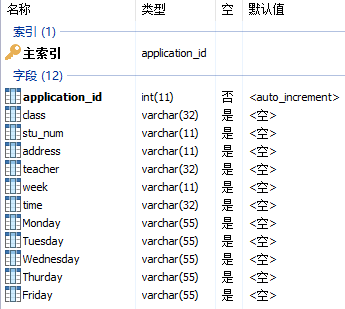 名称 类型 空 默认值
索引 (1)
主索引 application_id
字段 (12)
application_id int(11) 否 <auto_increment>
class varchar(32) 是 <空>
stu_num varchar(11) 是 <空>
address varchar(11) 是 <空>
teacher varchar(32) 是 <空>
week varchar(11) 是 <空>
time varchar(32) 是 <空>
Monday varchar(55) 是 <空>
Tuesday varchar(55) 是 <空>
Wednesday varchar(55) 是 <空>
Thurday varchar(55) 是 <空>
Friday varchar(55) 是 <空>